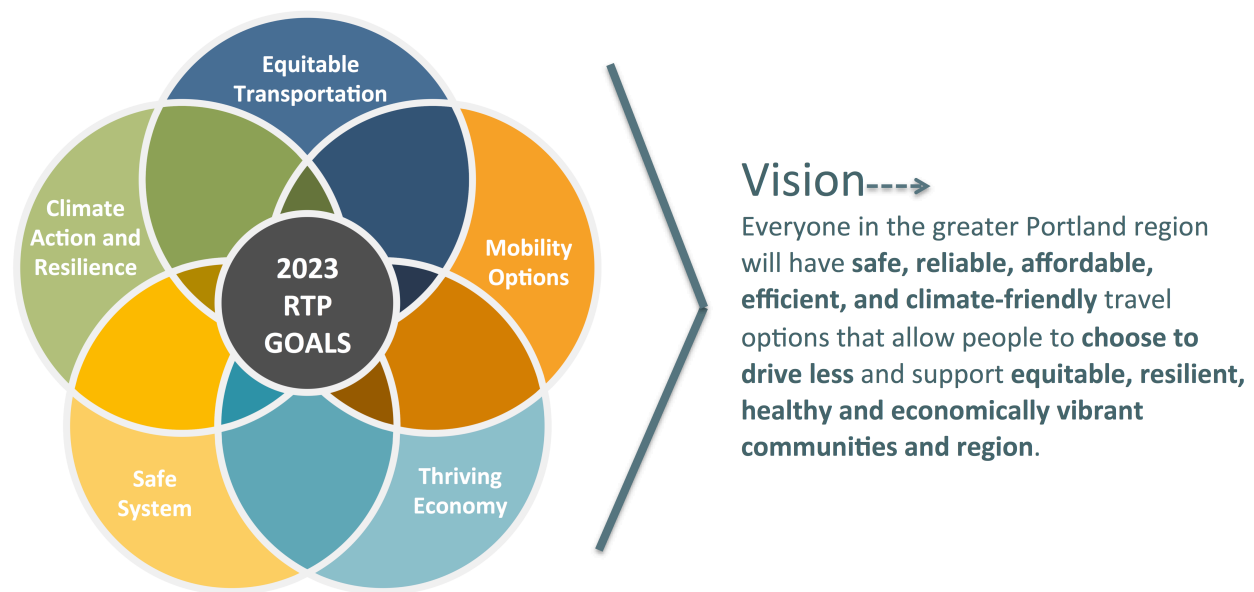 Equitable
Transportation
Climate
Action and
Resilience
Mobility
Options
2023
RTP
GOALS
Safe
System
Thriving
Economy
Vision
Everyone in the greater Portland region
will have safe, reliable, affordable,
efficient, and climate-friendly travel
options that allow people to choose to
drive less and support equitable, resilient,
healthy and economically vibrant
communities and region.